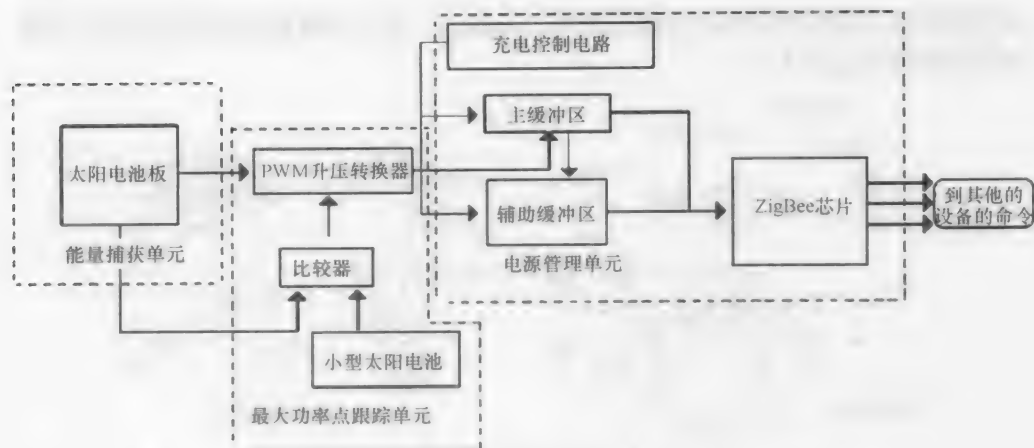 充电控制电路
主缓冲区
太阳电池板
PWM升压转换器
辅助缓冲区
ZigBee芯片
到其他的
设备的命令
能量捕获单元
比较器
电源管理单元
小型太阳电池
最大功率点跟踪单元